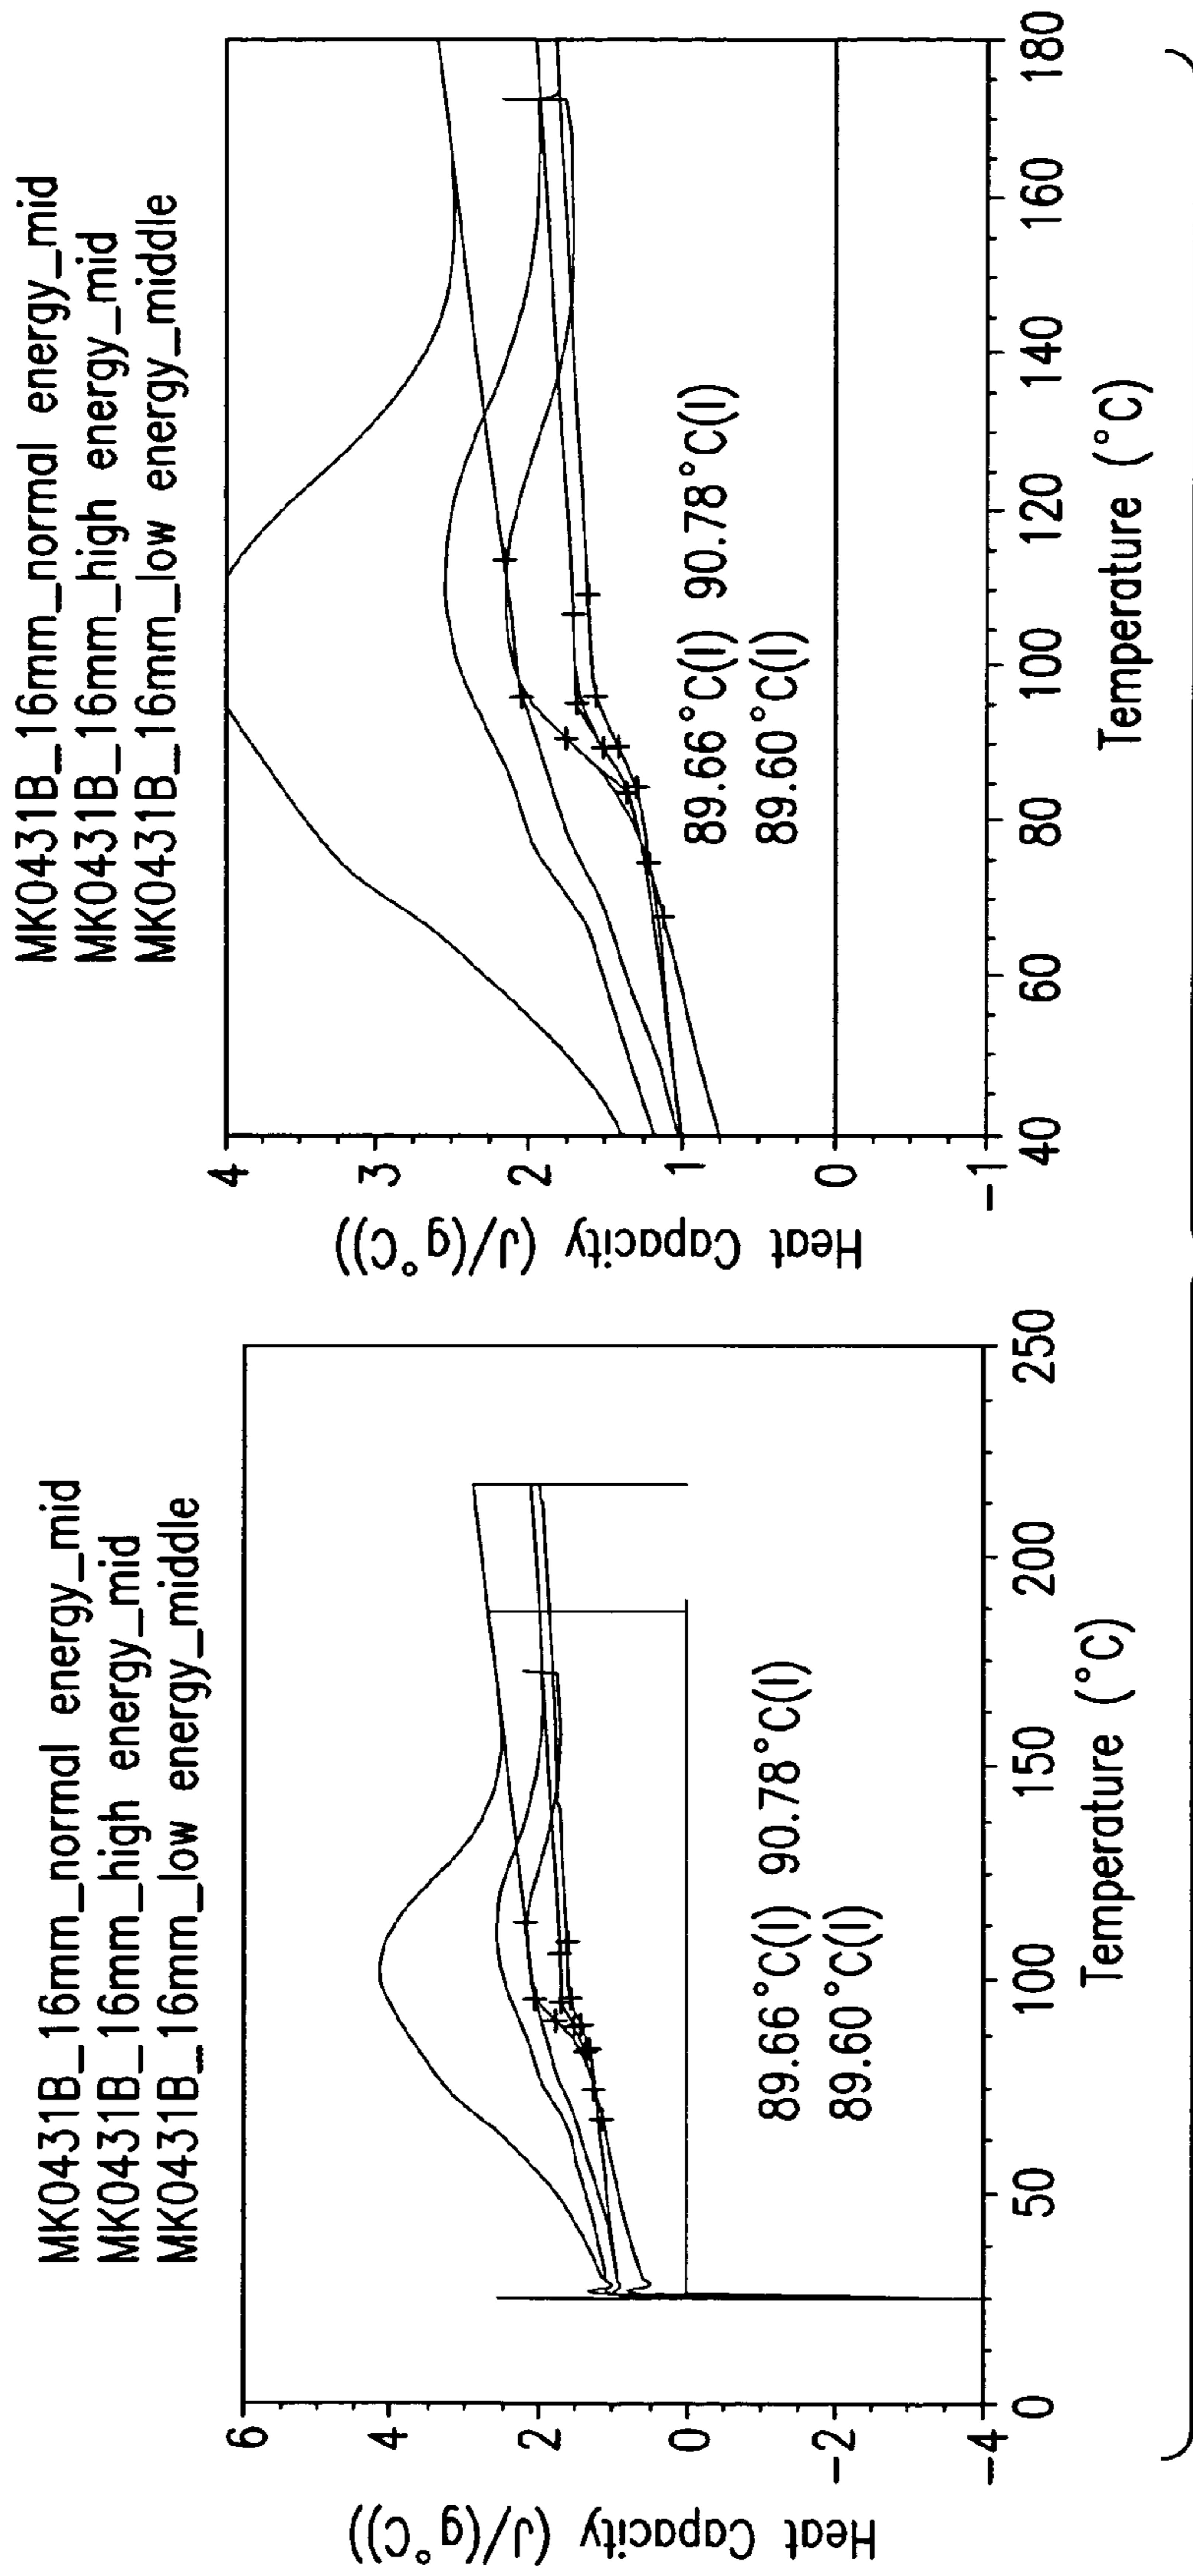 MK0431B_16mm_normal energy_mid
MK0431B_16mm_high energy_mid
MK0431B_16mm_low energy_middle
6
4
2
0
-2
-4
Heat Capacity (J/(g°C))
89.66°C(I) 90.78°C(I)
89.60°C(I)
0 50 100 150 200 250
Temperature (°C)
MK0431B_16mm_normal energy_mid
MK0431B_16mm_high energy_mid
MK0431B_16mm_low energy_middle
4
3
2
1
0
-1
Heat Capacity (J/(g°C))
89.66°C(I) 90.78°C(I)
89.60°C(I)
40 60 80 100 120 140 160 180
Temperature (°C)